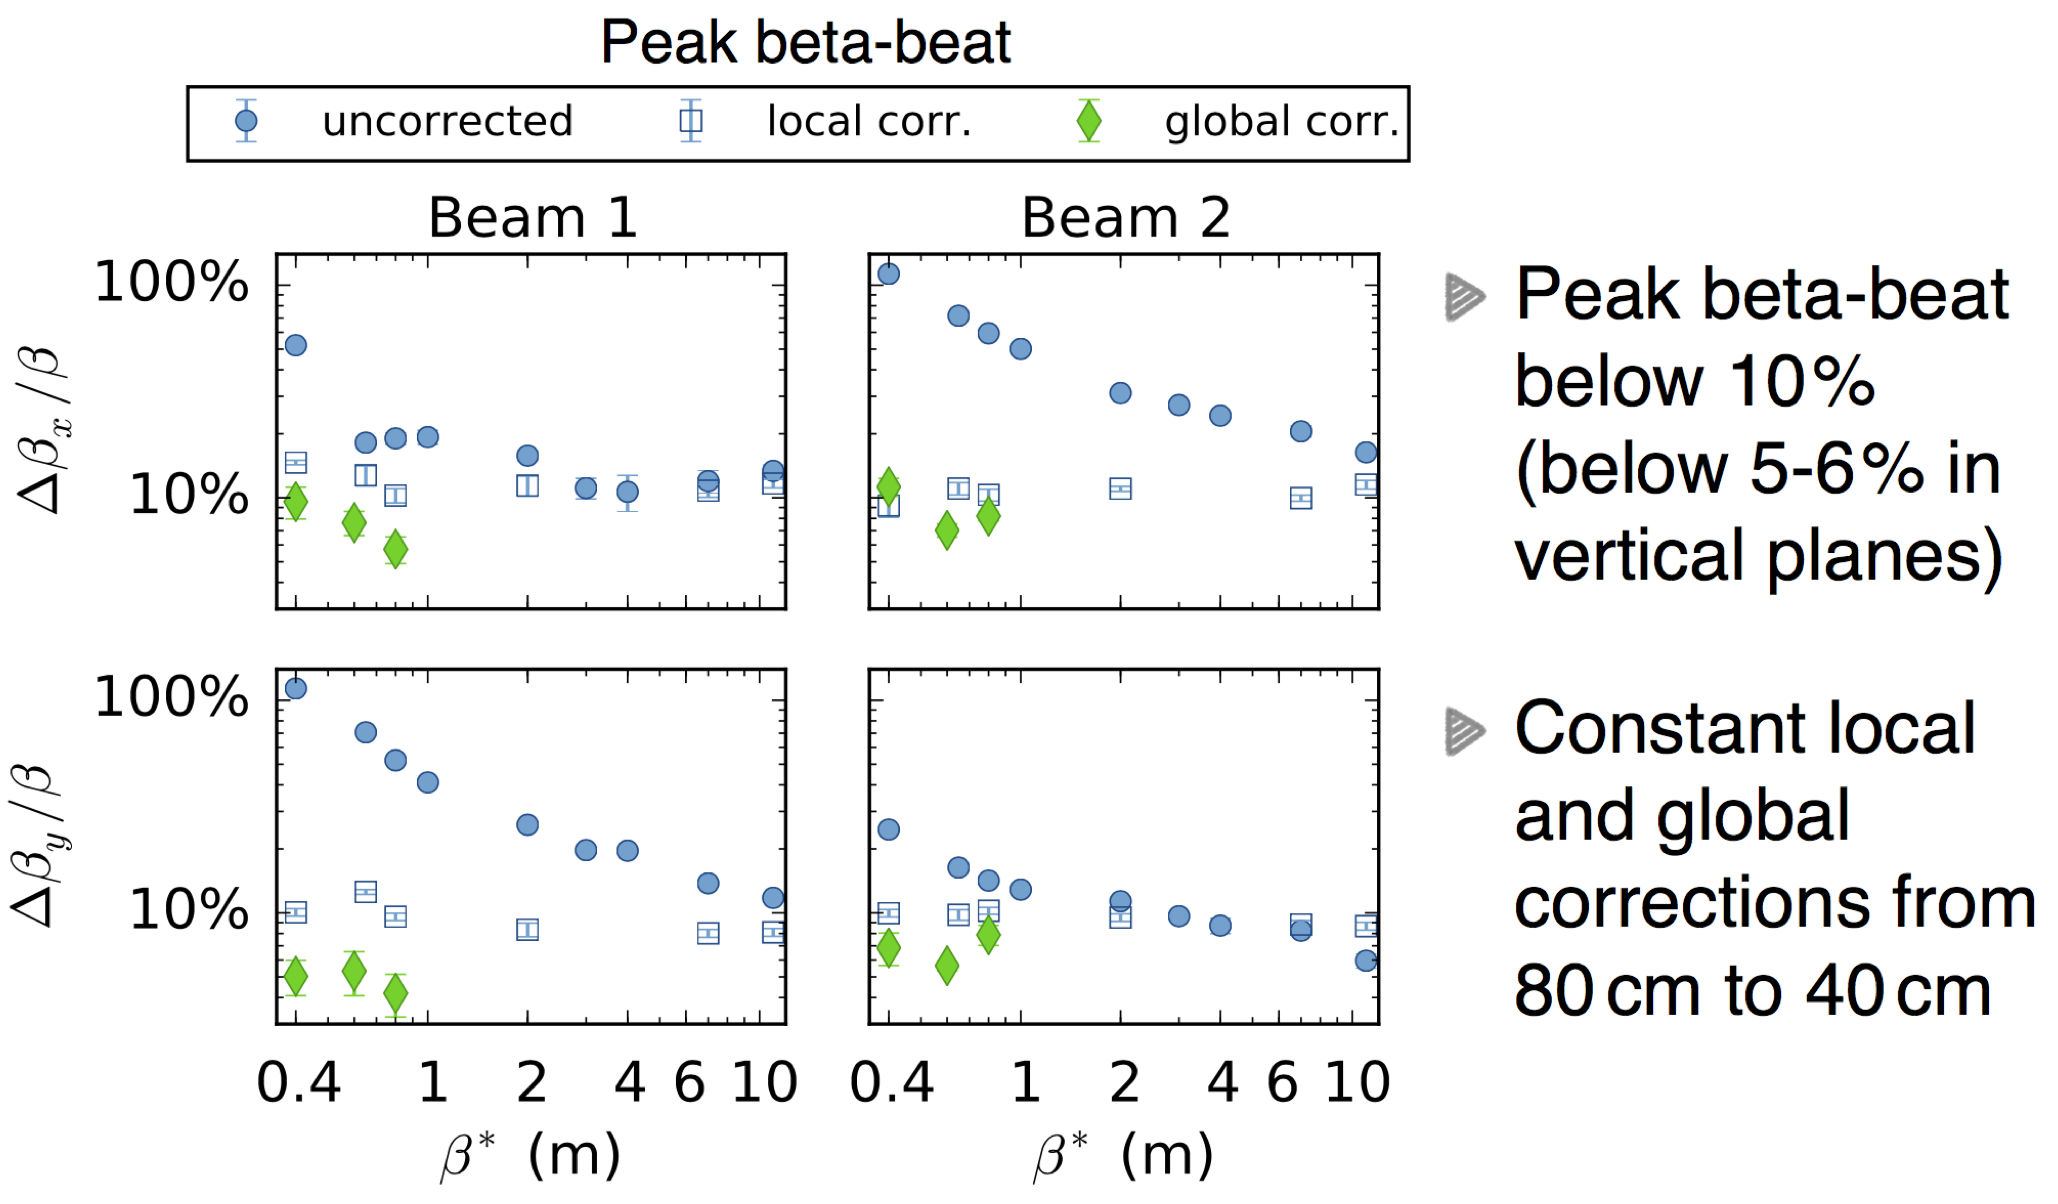 Peak beta-beat
uncorrected local corr. global corr.
Beam 1 Beam 2
100%
10%
Δβx/β
100%
10%
Δβy/β
0.4 1 2 4 6 10
0.4 1 2 4 6 10
β* (m) β* (m)
Peak beta-beat
below 10%
(below 5-6% in
vertical planes)
Constant local
and global
corrections from
80 cm to 40 cm